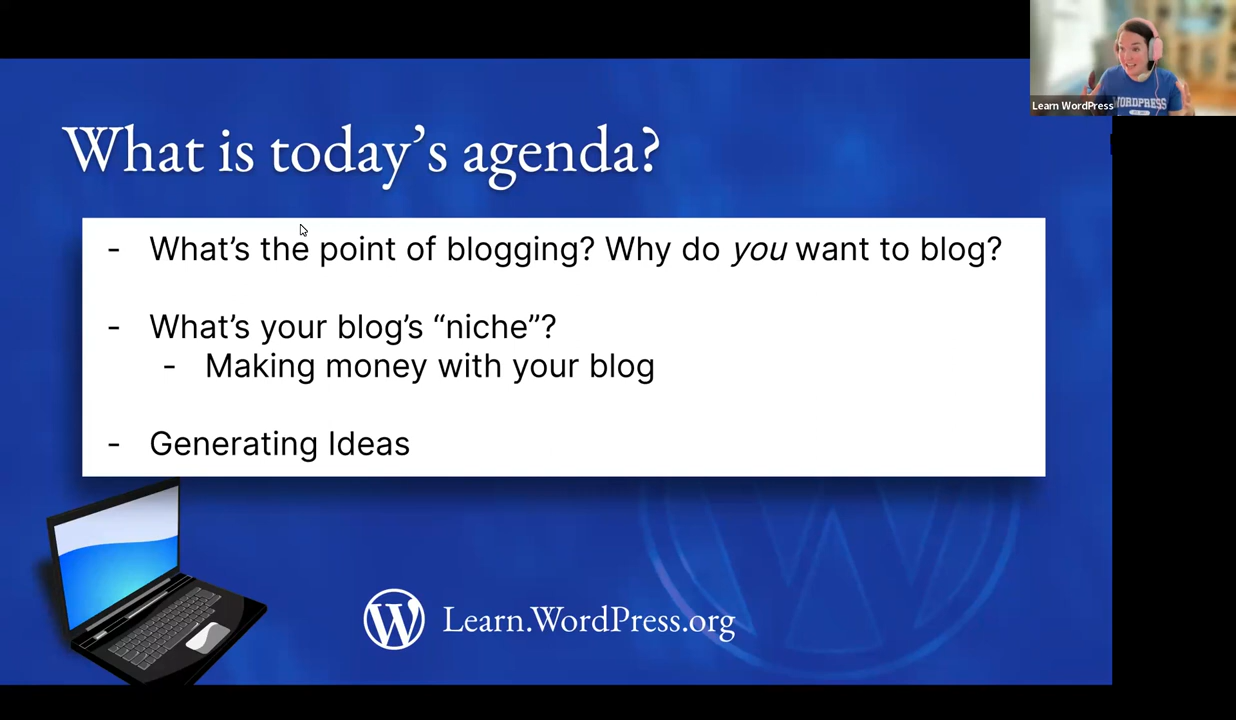 What is today’s agenda?
- What’s the point of blogging? Why do you want to blog?
- What’s your blog’s “niche”?
- Making money with your blog
- Generating Ideas
Learn.WordPress.org
Learn WordPress
WORDPRESS